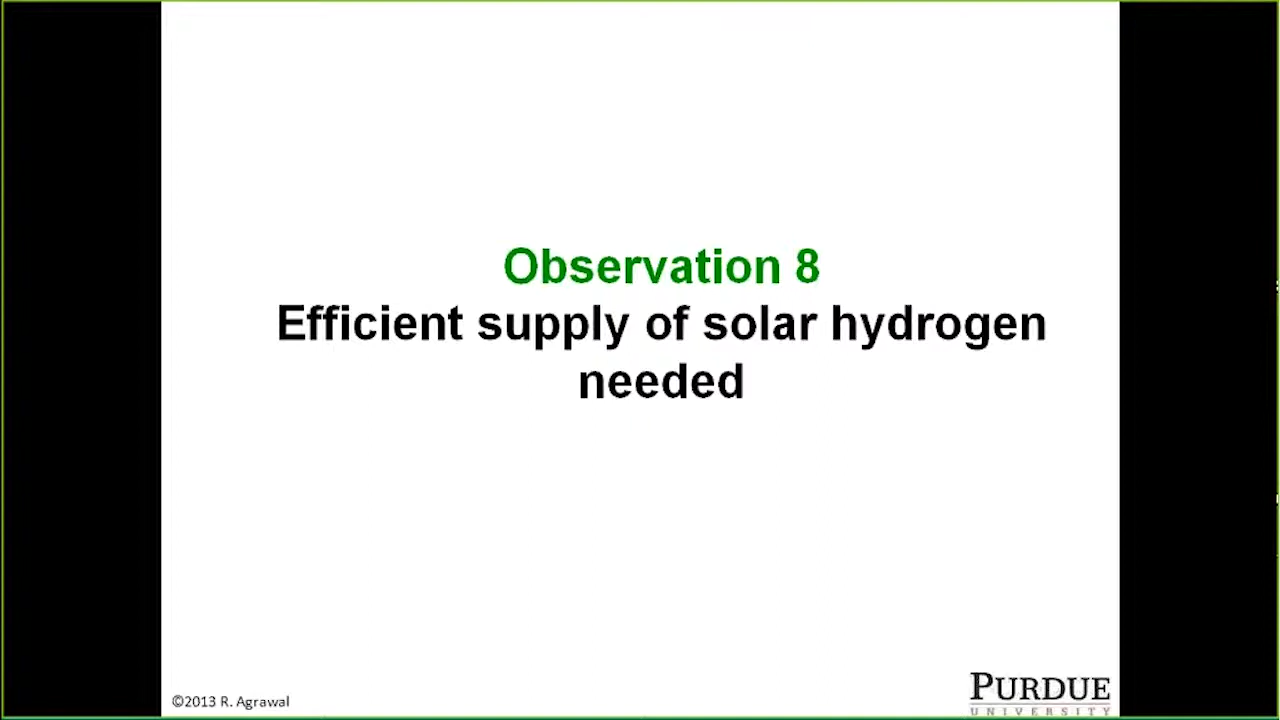 Observation 8
Efficient supply of solar hydrogen
needed
©2013 R. Agrawal
PURDUE
UNIVERSITY